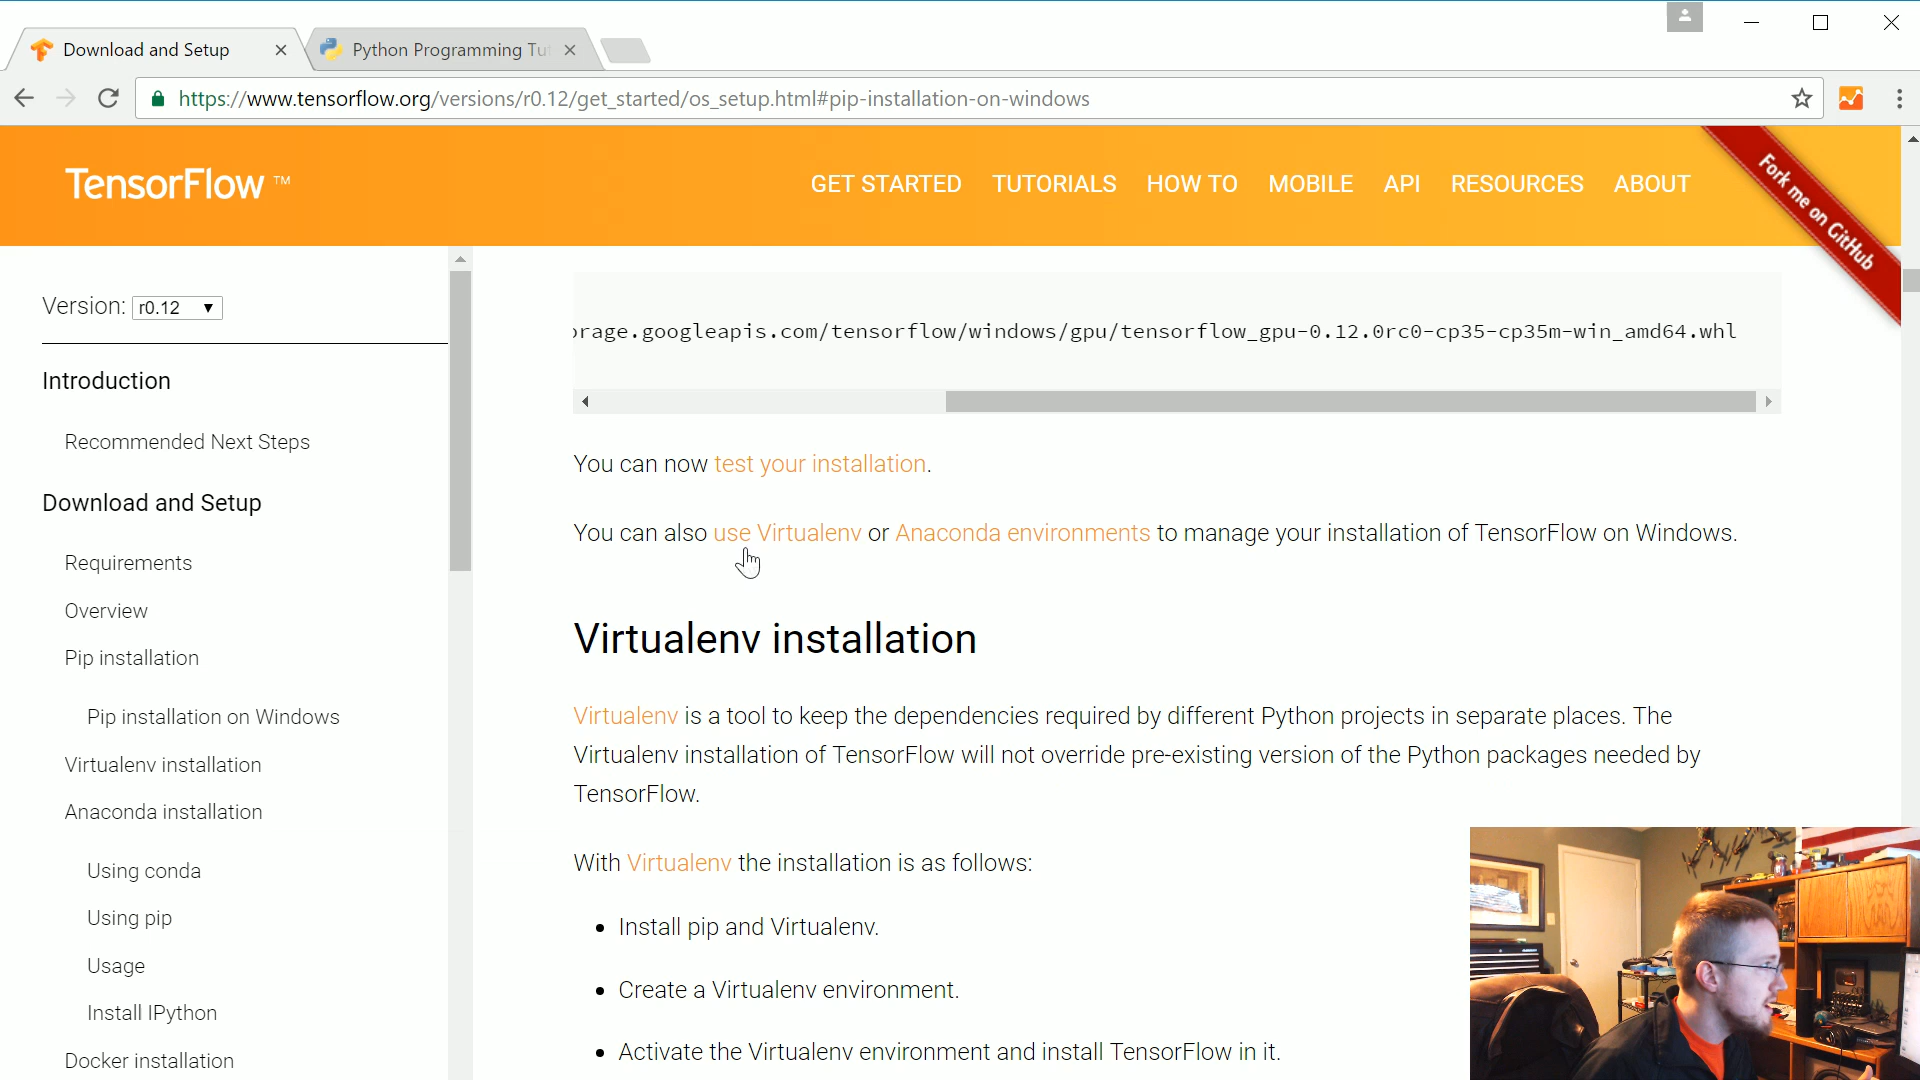 Download and Setup
Python Programming Tut
https://www.tensorflow.org/versions/r0.12/get_started/os_setup.html#pip-installation-on-windows
TensorFlow ™
GET STARTED TUTORIALS HOW TO MOBILE API RESOURCES ABOUT
Fork me on GitHub
Version: r0.12
Introduction
Recommended Next Steps
Download and Setup
Requirements
Overview
Pip installation
Pip installation on Windows
Virtualenv installation
Anaconda installation
Using conda
Using pip
Usage
Install IPython
Docker installation
orage.googleapis.com/tensorflow/windows/gpu/tensorflow_gpu-0.12.0rc0-cp35-cp35m-win_amd64.whl
You can now test your installation.
You can also use Virtualenv or Anaconda environments to manage your installation of TensorFlow on Windows.
Virtualenv installation
Virtualenv is a tool to keep the dependencies required by different Python projects in separate places. The
Virtualenv installation of TensorFlow will not override pre-existing version of the Python packages needed by
TensorFlow.
With Virtualenv the installation is as follows:
• Install pip and Virtualenv.
• Create a Virtualenv environment.
• Activate the Virtualenv environment and install TensorFlow in it.